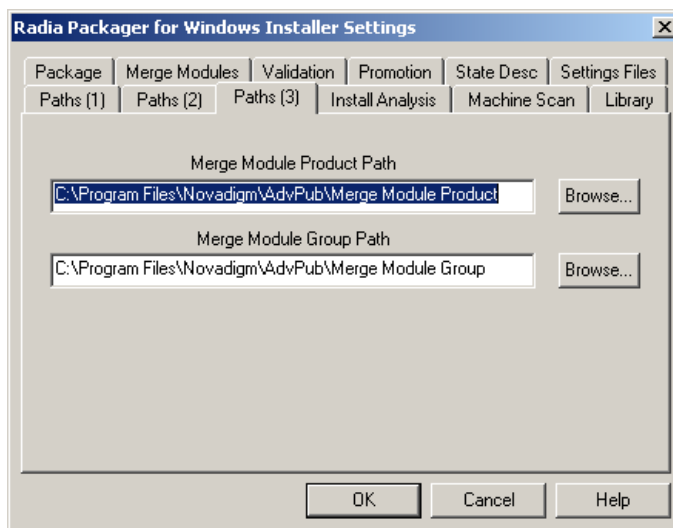 Radia Packager for Windows Installer Settings
Package Merge Modules Validation Promotion State Desc Settings Files
Paths (1) Paths (2) Paths (3) Install Analysis Machine Scan Library
Merge Module Product Path
C:\Program Files\Novadigm\AdvPub\Merge Module Product Browse...
Merge Module Group Path
C:\Program Files\Novadigm\AdvPub\Merge Module Group Browse...
OK Cancel Help